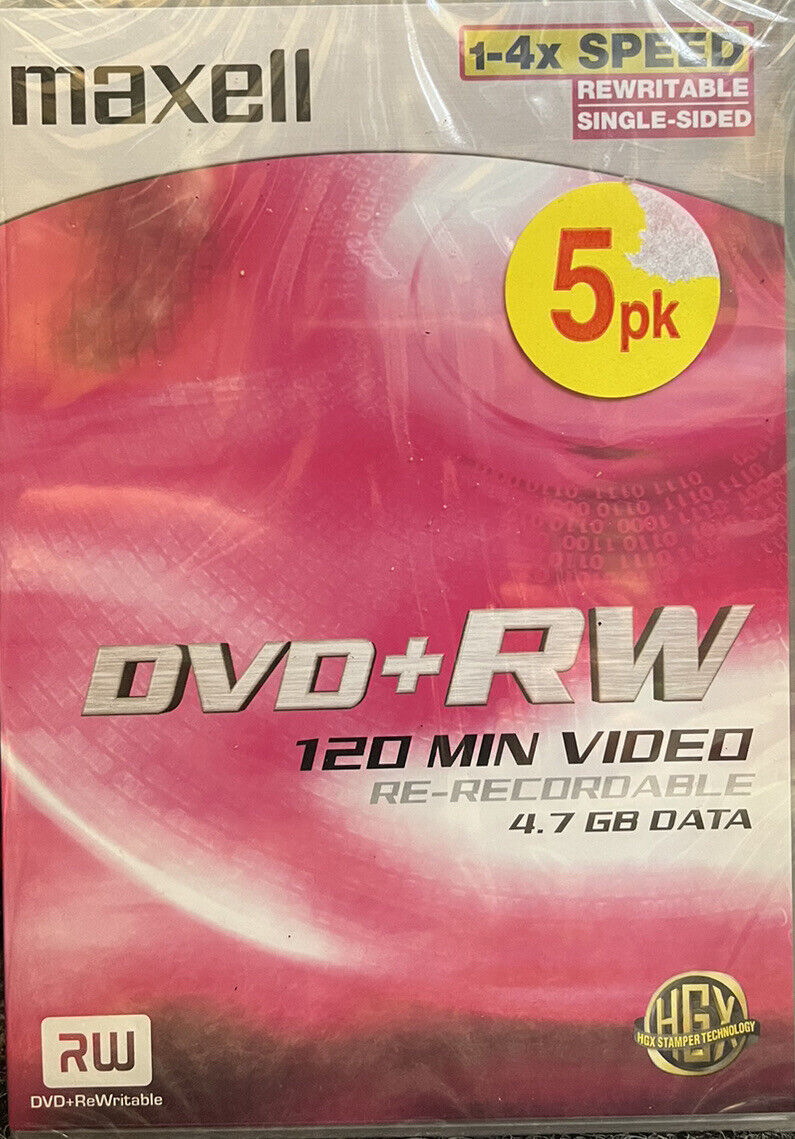 maxell
1-4x SPEED
REWRITABLE
SINGLE-SIDED
5pk
DVD+RW
120 MIN VIDEO
RE-RECORDABLE
4.7 GB DATA
RW
DVD+ReWritable
HGX
HGX STAMPER TECHNOLOGY